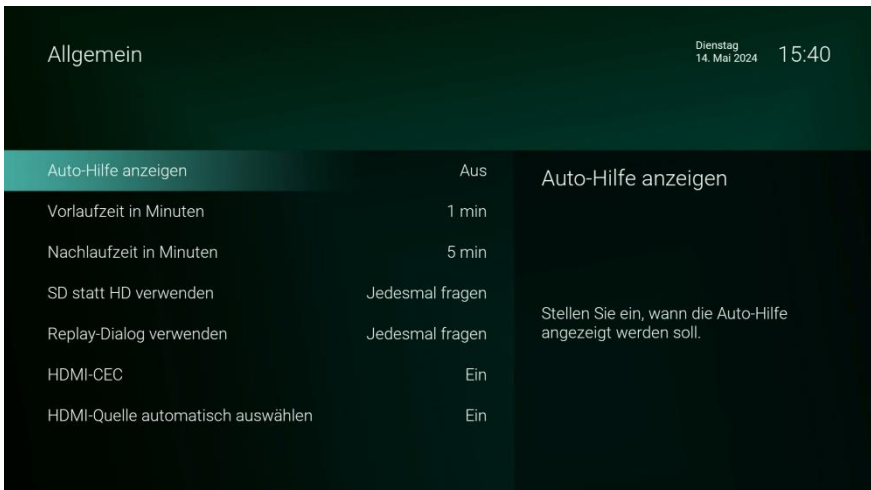 Allgemein
Dienstag
14. Mai 2024
15:40
Auto-Hilfe anzeigen Aus
Vorlaufzeit in Minuten 1 min
Nachlaufzeit in Minuten 5 min
SD statt HD verwenden Jedesmal fragen
Replay-Dialog verwenden Jedesmal fragen
HDMI-CEC Ein
HDMI-Quelle automatisch auswählen Ein
Auto-Hilfe anzeigen
Stellen Sie ein, wann die Auto-Hilfe
angezeigt werden soll.